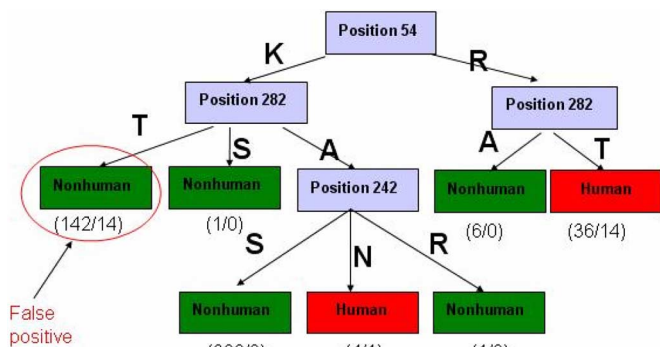 Position 54
K
R
Position 282
Position 282
T
S
A
A
T
Nonhuman
Nonhuman
Position 242
Nonhuman
Human
(142/14)
(1/0)
(6/0)
(36/14)
S
N
R
False
positive
Nonhuman
Human
Nonhuman